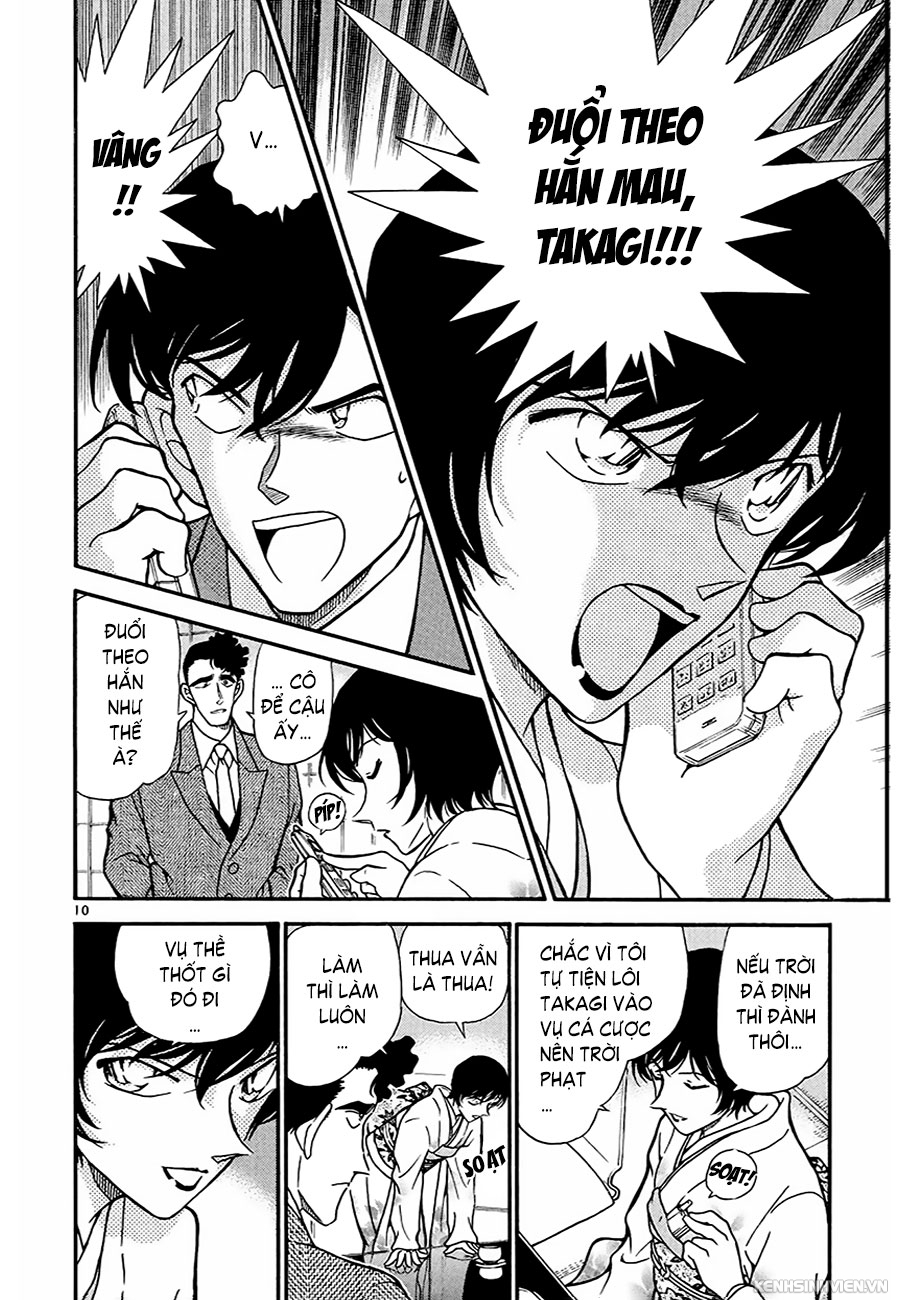 ĐUỔI THEO
HẮN MAU,
TAKAGI!!!
V...
VÂNG
!!
... CÔ
ĐỂ CẬU
ẤY...
ĐUỔI
THEO
HẮN
NHƯ
THẾ
À?
PÍP!
10
NẾU TRỜI
ĐÃ ĐỊNH
THÌ ĐÀNH
THÔI...
CHẮC VÌ TÔI
TỰ TIỆN LÔI
TAKAGI VÀO
VỤ CÁ CƯỢC
NÊN TRỜI
PHẠT
...
SOẠT!
THUA VẪN
LÀ THUA!
LÀM
THÌ LÀM
LUÔN
...
SOẠT
VỤ THỀ
THỐT GÌ
ĐÓ ĐI
...
KENHSINHVIEN.VN